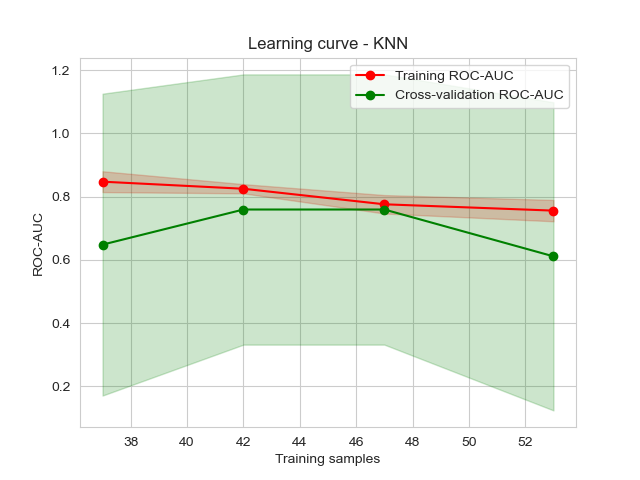 Learning curve - KNN
Training ROC-AUC
Cross-validation ROC-AUC
1.2
1.0
0.8
0.6
0.4
0.2
ROC-AUC
38 40 42 44 46 48 50 52
Training samples